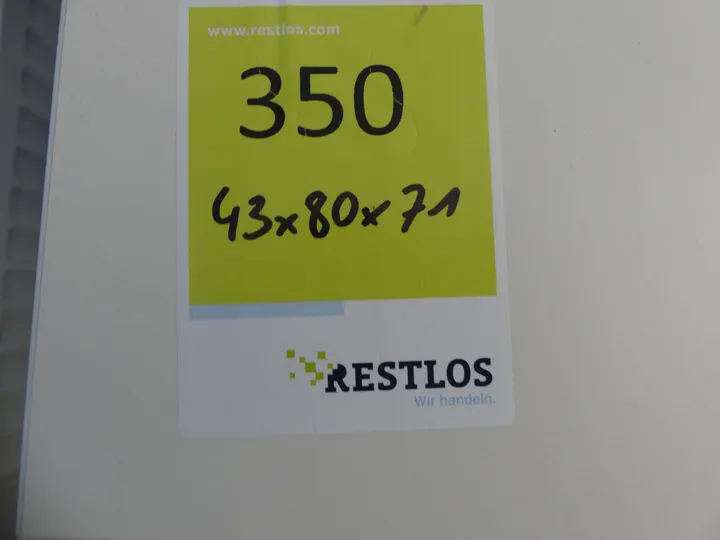 www.restlos.com
350
43x80x71
RESTLOS
Wir handeln.